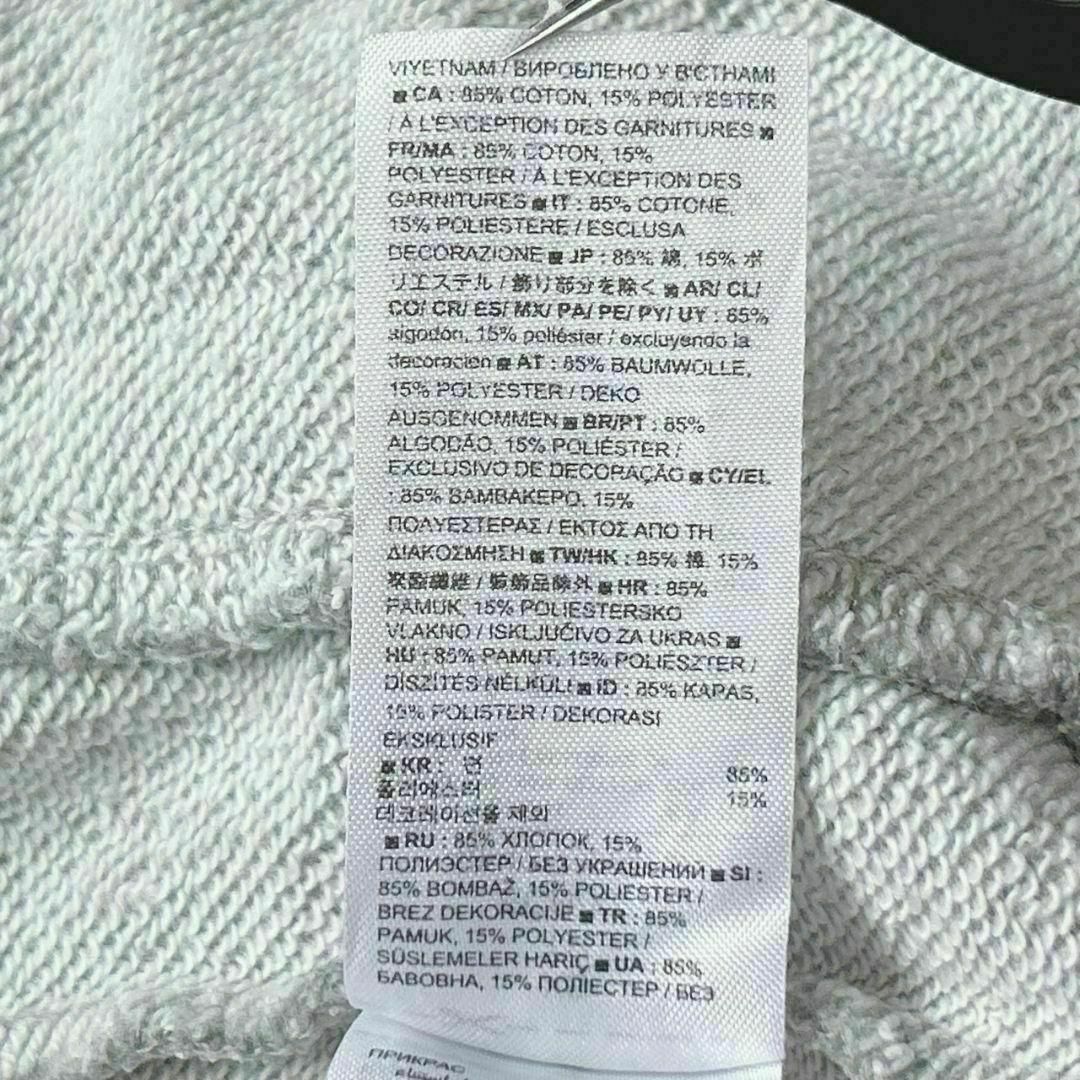 VIYETNAM / ВИРОБЛЕНО У В'ЄТНАМІ
■ CA : 85% COTON, 15% POLYESTER
/ À L'EXCEPTION DES GARNITURES ■
FR/MA : 85% COTON, 15%
POLYESTER / À L'EXCEPTION DES
GARNITURES ■ IT : 85% COTONE,
15% POLIESTERE / ESCLUSA
DECORAZIONE ■ JP : 85% 綿, 15% ポ
リエステル / 飾り部分を除く ■ AR/ CL/
CO/ CR/ ES/ MX/ PA/ PE/ PY/ UY : 85%
algodón, 15% poliéster / excluyendo la
decoracion ■ AT : 85% BAUMWOLLE,
15% POLYESTER / DEKO
AUSGENOMMEN ■ BR/PT : 85%
ALGODÃO, 15% POLIÉSTER /
EXCLUSIVO DE DECORAÇÃO ■ CY/EL
: 85% ΒΑΜΒΑΚΕΡΟ, 15%
ΠΟΛΥΕΣΤΕΡΑΣ / ΕΚΤΟΣ ΑΠΟ ΤΗ
ΔΙΑΚΟΣΜΗΣΗ ■ TW/HK : 85% 棉, 15%
聚酯纖維 / 裝飾品除外 ■ HR : 85%
PAMUK, 15% POLIESTERSKO
VLAKNO / ISKLJUČIVO ZA UKRAS ■
HU : 85% PAMUT, 15% POLIÉSZTER /
DÍSZÍTÉS NÉLKÜLI ■ ID : 85% KAPAS,
15% POLISTER / DEKORASI
EKSKLUSIF
■ KR : 면 85%
폴리에스터 15%
데코레이션을 제외
■ RU : 85% ХЛОПОК, 15%
ПОЛИЭСТЕР / БЕЗ УКРАШЕНИЙ ■ SI :
85% BOMBAŽ, 15% POLIESTER /
BREZ DEKORACIJE ■ TR : 85%
PAMUK, 15% POLYESTER /
SÜSLEMELER HARİÇ ■ UA : 85%
БАВОВНА, 15% ПОЛІЕСТЕР / БЕЗ
ПРИКРАС